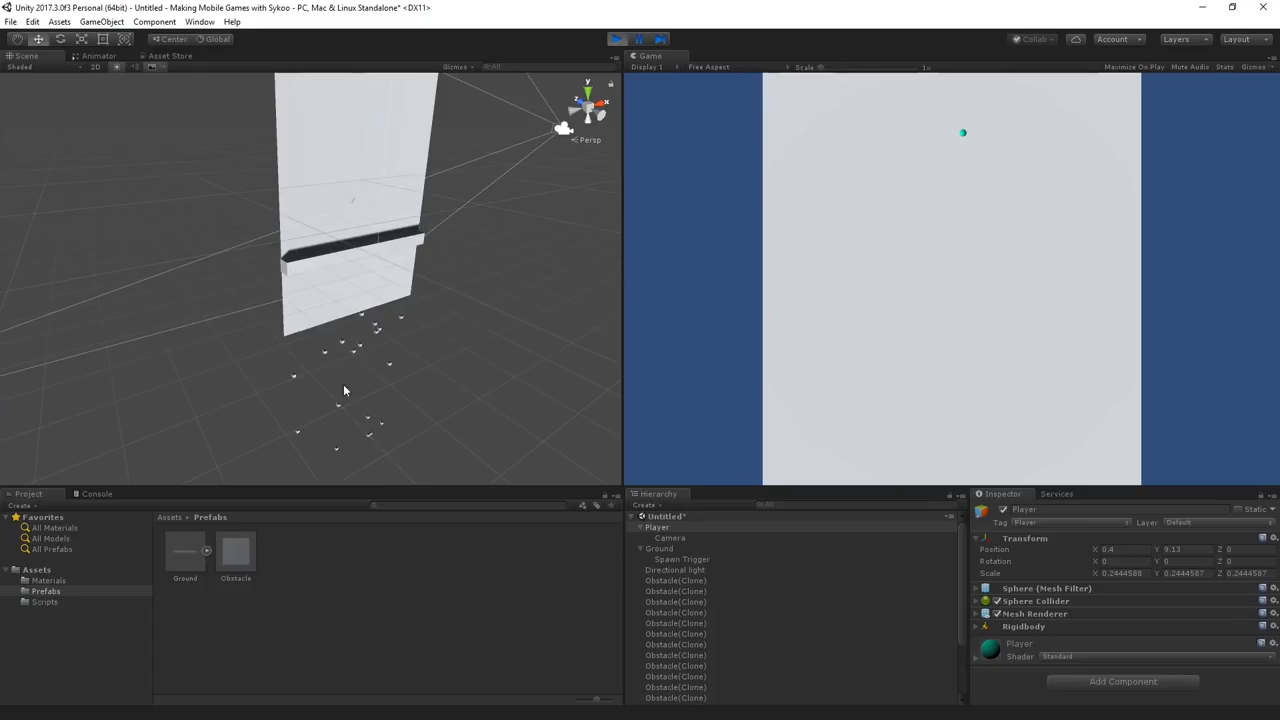 Unity 2017.3.0f3 Personal (64bit) - Untitled - Making Mobile Games with Sykoo - PC, Mac & Linux Standalone* <DX11>
File Edit Assets GameObject Component Window Help
Center Global Collab Account Layers Layout
Scene Animator Asset Store Game
Shaded 2D Gizmos All Display 1 Free Aspect Scale 1x Maximize On Play Mute Audio Stats Gizmos
y
z x
Persp
Project Console Hierarchy Inspector Services
Create Create All
Favorites
All Materials
All Models
All Prefabs
Assets
Materials
Prefabs
Scripts
Assets Prefabs
Ground Obstacle
Untitled*
Player
Camera
Ground
Spawn Trigger
Directional light
Obstacle(Clone)
Obstacle(Clone)
Obstacle(Clone)
Obstacle(Clone)
Obstacle(Clone)
Obstacle(Clone)
Obstacle(Clone)
Obstacle(Clone)
Obstacle(Clone)
Obstacle(Clone)
Obstacle(Clone)
Obstacle(Clone)
Player Static
Tag Player Layer Default
Transform
Position X 0.4 Y 9.13 Z 0
Rotation X 0 Y 0 Z 0
Scale X 0.2444588 Y 0.2444587 Z 0.2444587
Sphere (Mesh Filter)
Sphere Collider
Mesh Renderer
Rigidbody
Player
Shader Standard
Add Component